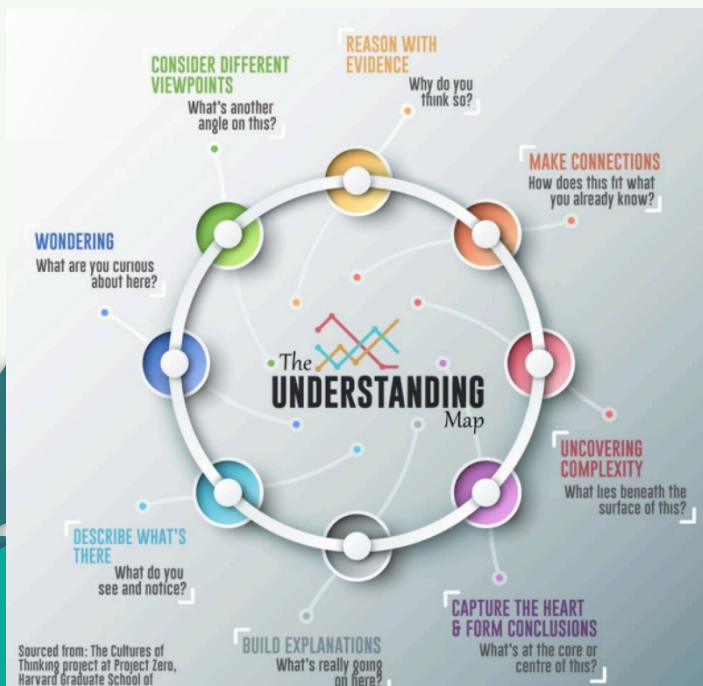 REASON WITH
EVIDENCE
Why do you
think so?
CONSIDER DIFFERENT
VIEWPOINTS
What's another
angle on this?
MAKE CONNECTIONS
How does this fit what
you already know?
WONDERING
What are you curious
about here?
The
UNDERSTANDING
Map
UNCOVERING
COMPLEXITY
What lies beneath the
surface of this?
DESCRIBE WHAT'S
THERE
What do you
see and notice?
CAPTURE THE HEART
& FORM CONCLUSIONS
What's at the core or
centre of this?
BUILD EXPLANATIONS
What's really going
on here?
Sourced from: The Cultures of
Thinking project at Project Zero,
Harvard Graduate School of